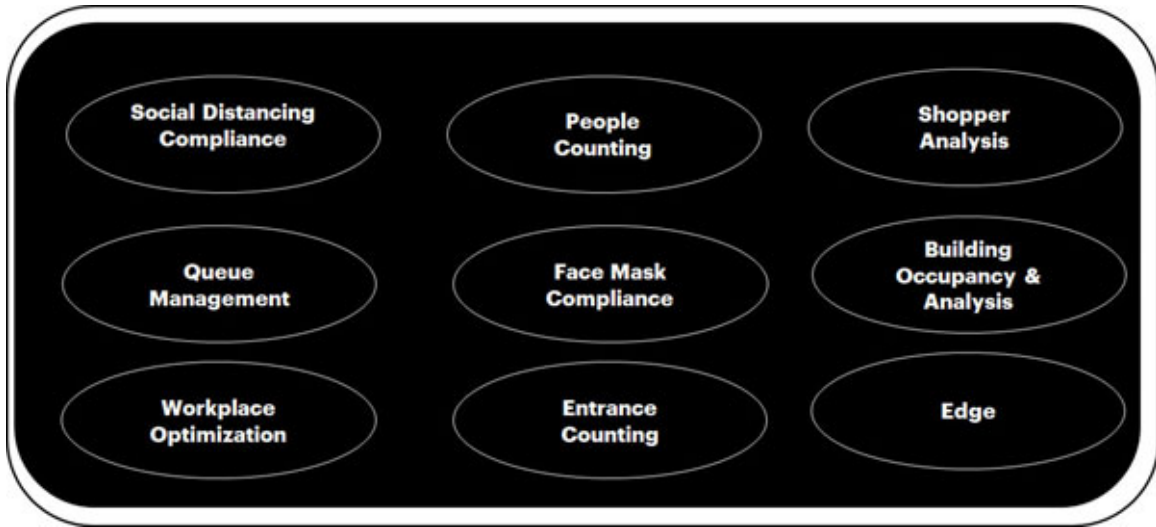 Social Distancing
Compliance
People
Counting
Shopper
Analysis
Queue
Management
Face Mask
Compliance
Building
Occupancy &
Analysis
Workplace
Optimization
Entrance
Counting
Edge